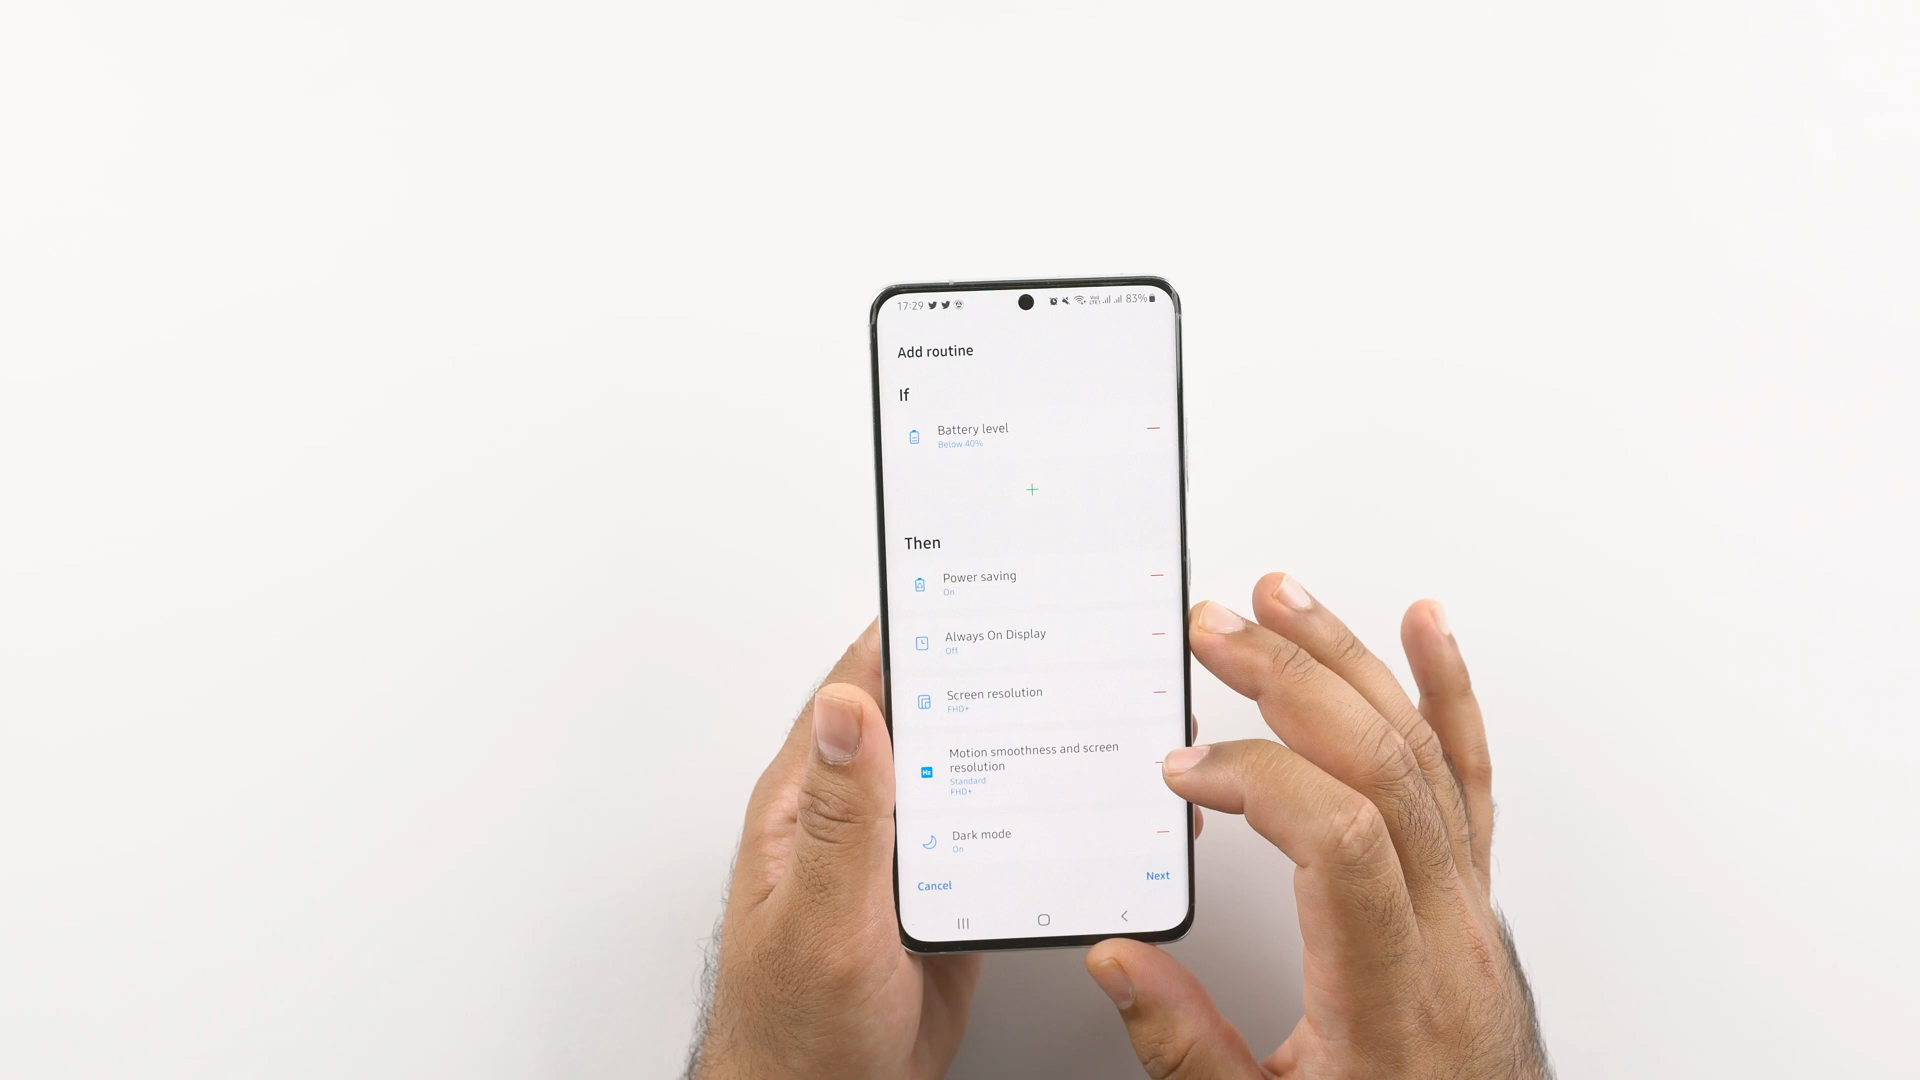 17:29 83%
Add routine
If
Battery level
Below 40%
+
Then
Power saving
On
Always On Display
Off
Screen resolution
FHD+
Motion smoothness and screen
resolution
Hz
Standard
FHD+
Dark mode
On
Cancel Next